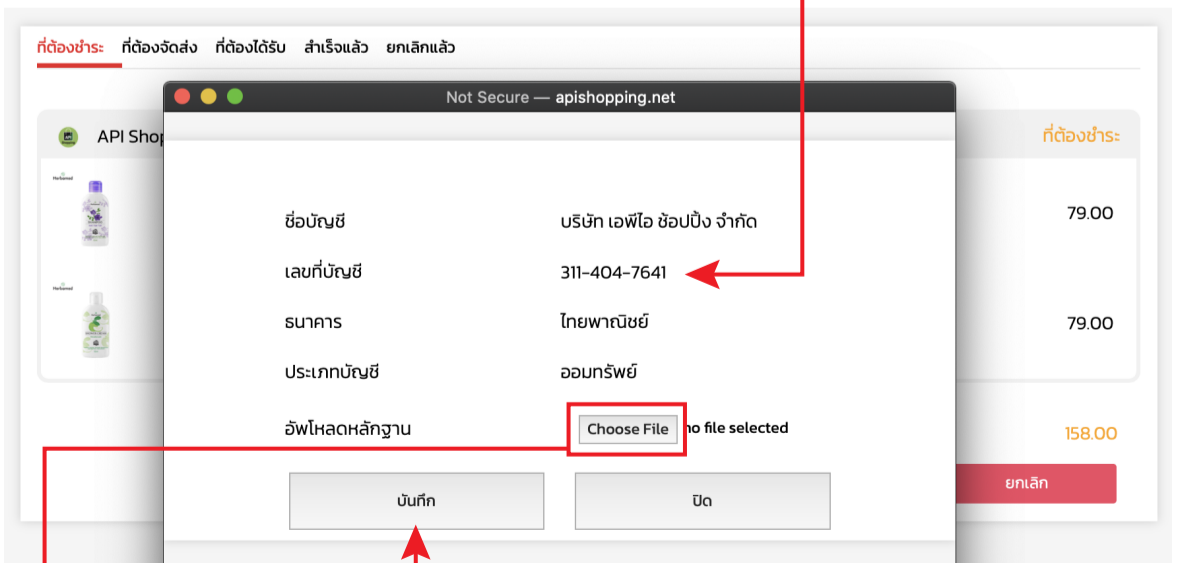 ที่ต้องชำระ ที่ต้องจัดส่ง ที่ต้องได้รับ สำเร็จแล้ว ยกเลิกแล้ว
Not Secure — apishopping.net
API Shop
ที่ต้องชำระ
79.00
ชื่อบัญชี บริษัท เอพีไอ ช้อปปิ้ง จำกัด
เลขที่บัญชี 311-404-7641
ธนาคาร ไทยพาณิชย์
79.00
ประเภทบัญชี ออมทรัพย์
อัพโหลดหลักฐาน Choose File no file selected
158.00
ยกเลิก
บันทึก ปิด